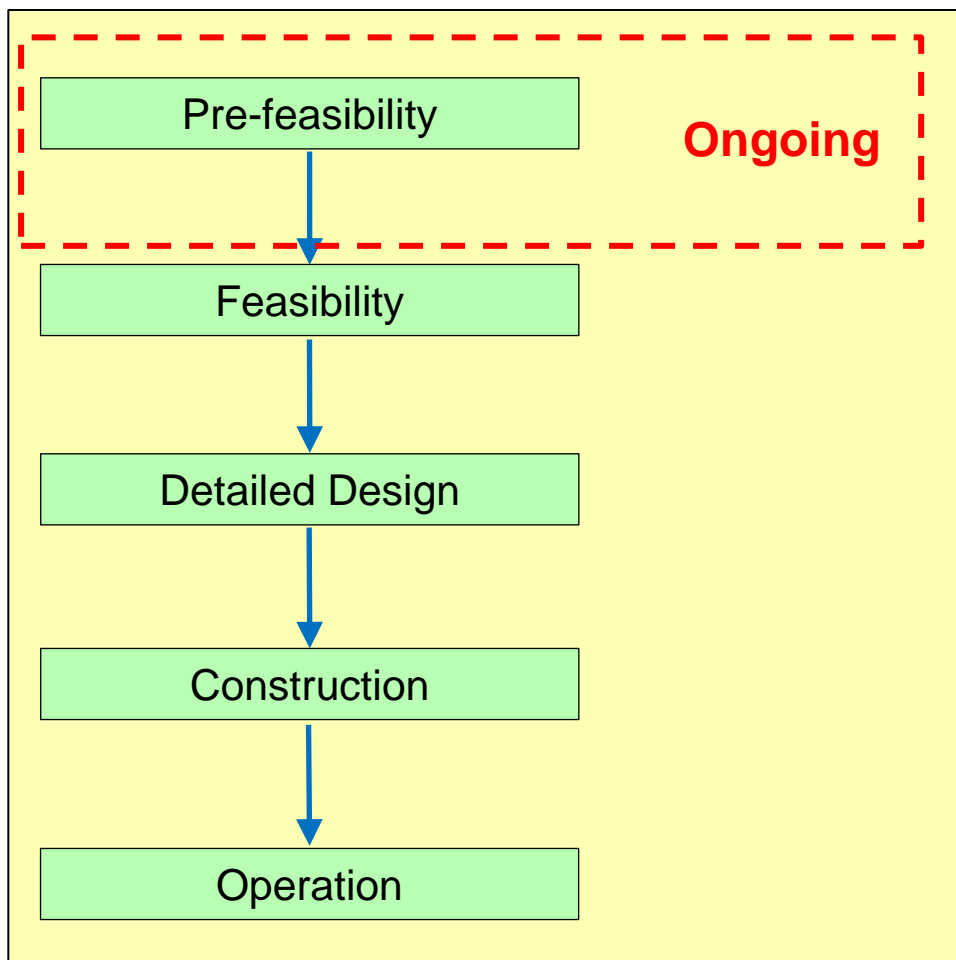 Pre-feasibility
Ongoing
Feasibility
Detailed Design
Construction
Operation